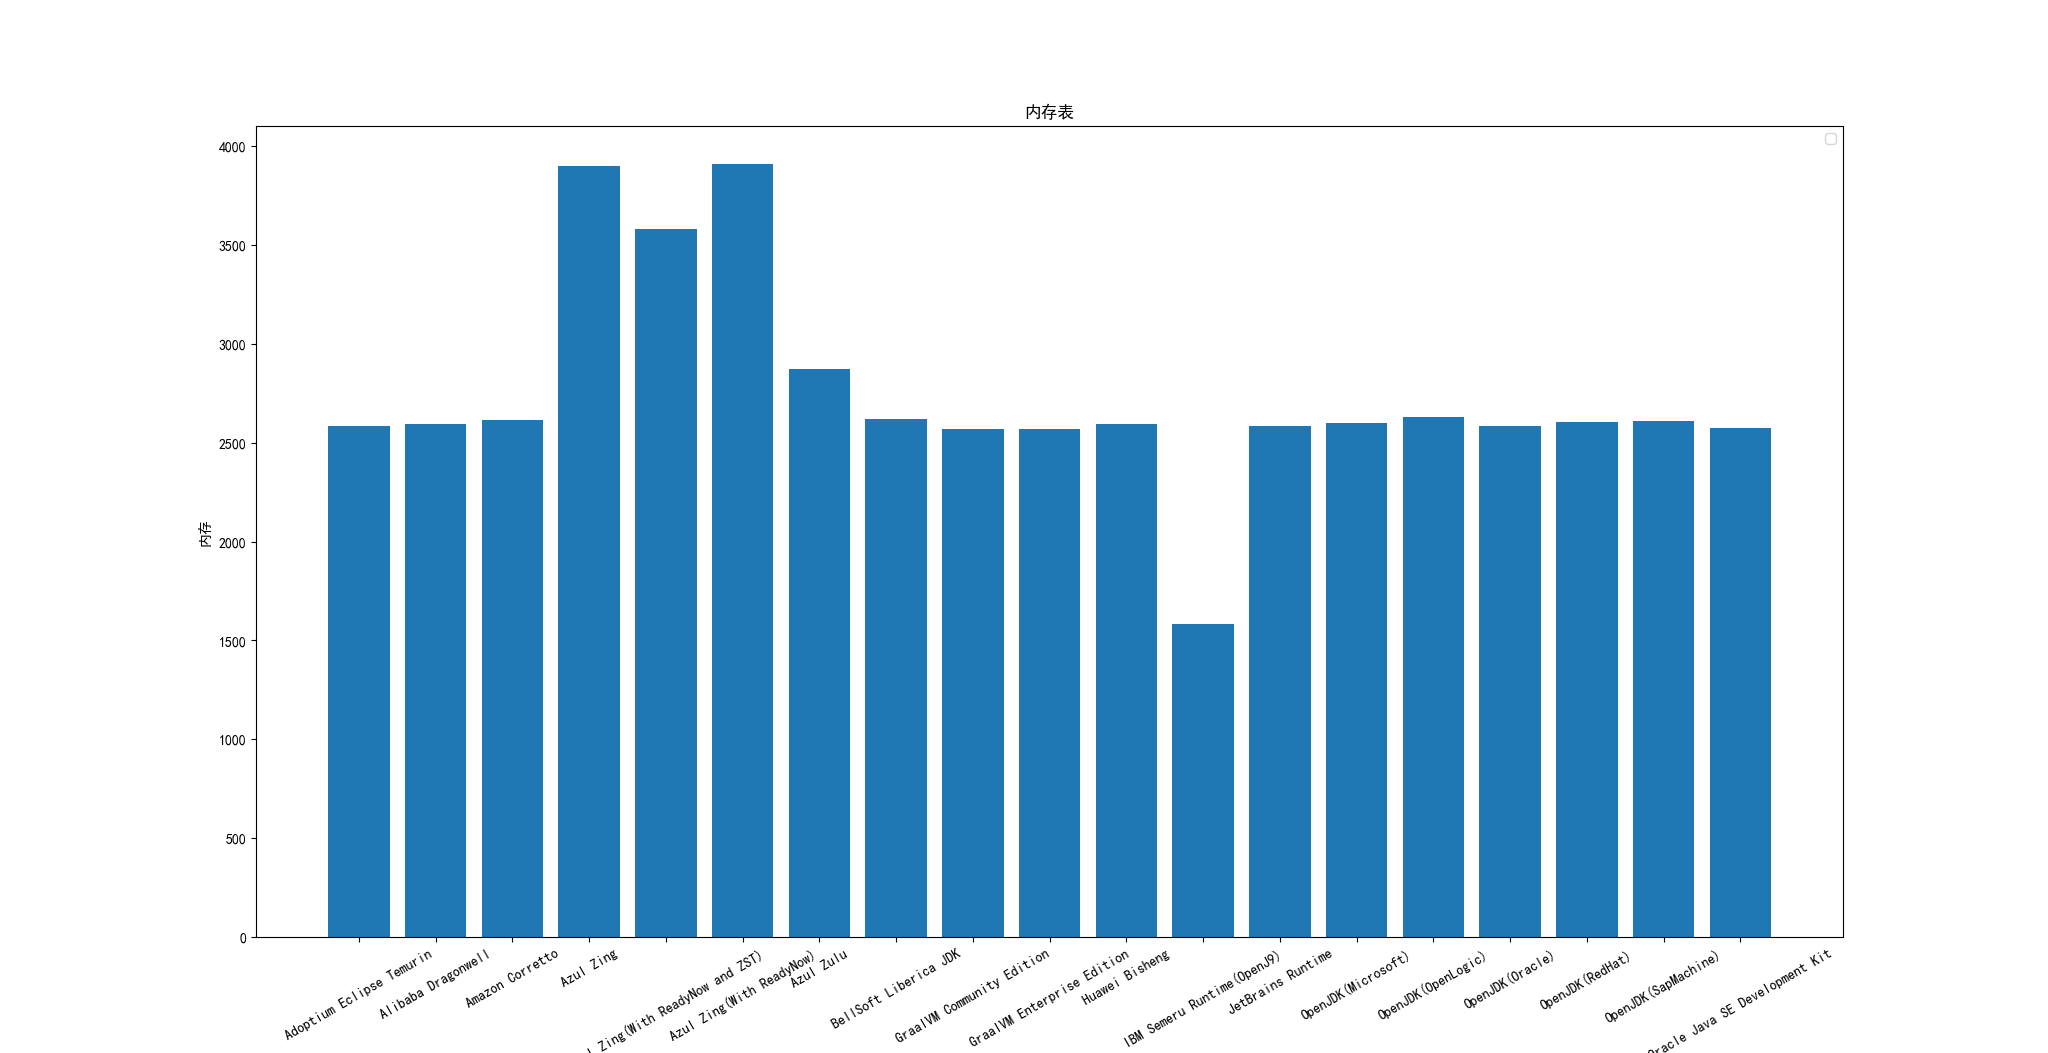 内存表
4000
3500
3000
2500
2000
1500
1000
500
0
内存
Adoptium Eclipse Temurin
Alibaba Dragonwell
Amazon Corretto
Azul Zing
Zing(With ReadyNow and ZST)
Azul Zing(With ReadyNow)
Azul Zulu
BellSoft Liberica JDK
GraalVM Community Edition
GraalVM Enterprise Edition
Huawei Bisheng
IBM Semeru Runtime(OpenJ9)
JetBrains Runtime
OpenJDK(Microsoft)
OpenJDK(OpenLogic)
OpenJDK(Oracle)
OpenJDK(RedHat)
OpenJDK(SapMachine)
Oracle Java SE Development Kit